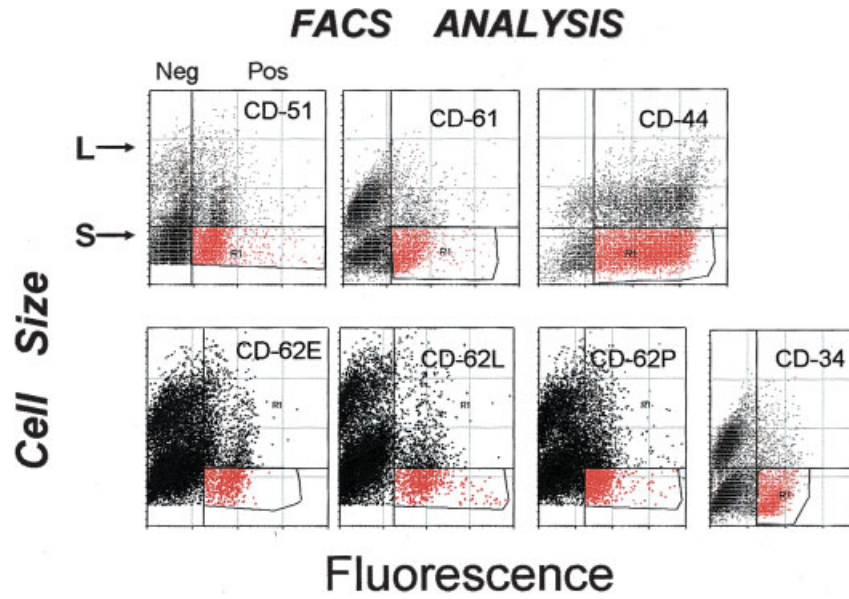 FACS ANALYSIS
Neg Pos
CD-51
CD-61
CD-44
L
S
R1
R1
R1
Cell Size
CD-62E
CD-62L
CD-62P
CD-34
R1
R1
R1
R1
Fluorescence